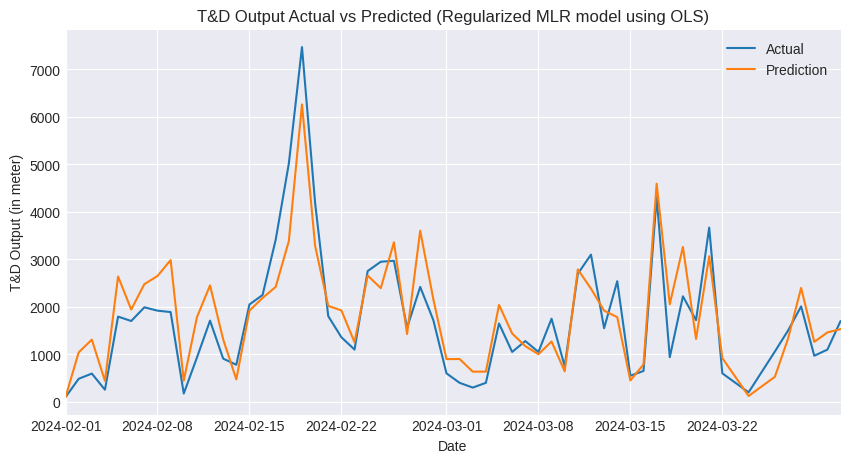 T&D Output Actual vs Predicted (Regularized MLR model using OLS)
Actual
Prediction
T&D Output (in meter)
7000
6000
5000
4000
3000
2000
1000
0
2024-02-01 2024-02-08 2024-02-15 2024-02-22 2024-03-01 2024-03-08 2024-03-15 2024-03-22
Date